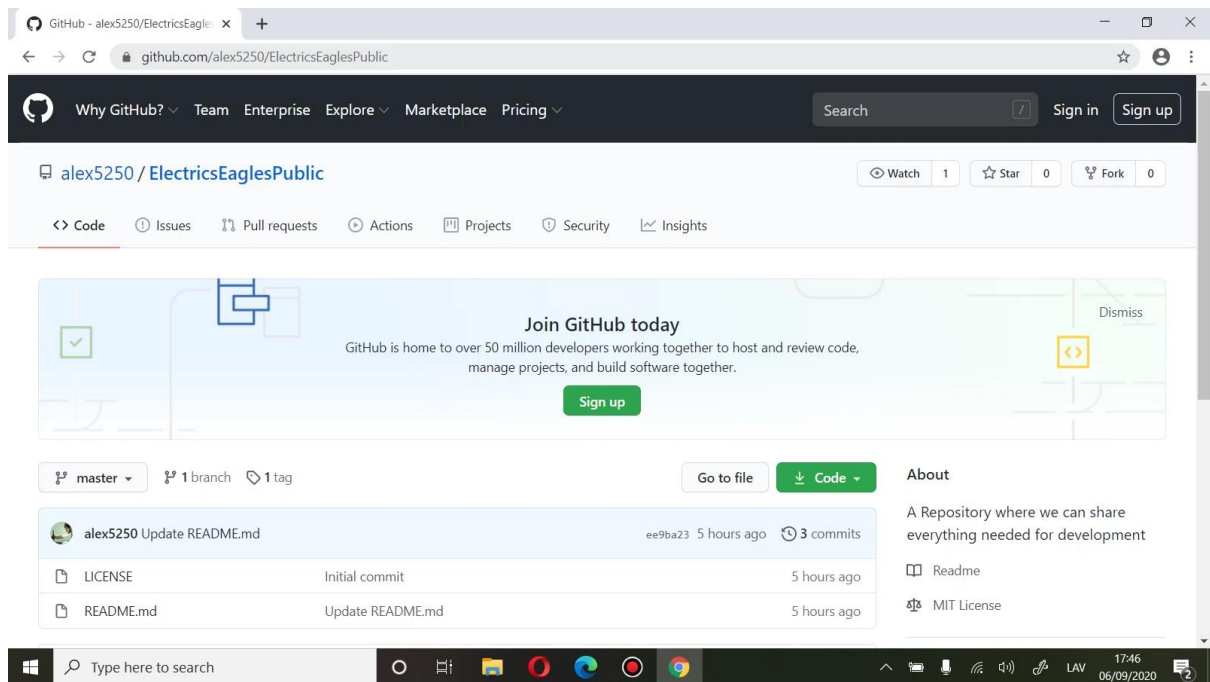 GitHub - alex5250/ElectricsEagles
github.com/alex5250/ElectricsEaglesPublic
Why GitHub? Team Enterprise Explore Marketplace Pricing Search / Sign in Sign up
alex5250 / ElectricsEaglesPublic Watch 1 Star 0 Fork 0
<> Code Issues Pull requests Actions Projects Security Insights
Dismiss
Join GitHub today
GitHub is home to over 50 million developers working together to host and review code,
manage projects, and build software together.
Sign up
master 1 branch 1 tag Go to file Code About
A Repository where we can share
everything needed for development
alex5250 Update README.md ee9ba23 5 hours ago 3 commits
Readme
LICENSE Initial commit 5 hours ago
MIT License
README.md Update README.md 5 hours ago
Type here to search LAV 17:46
06/09/2020 2